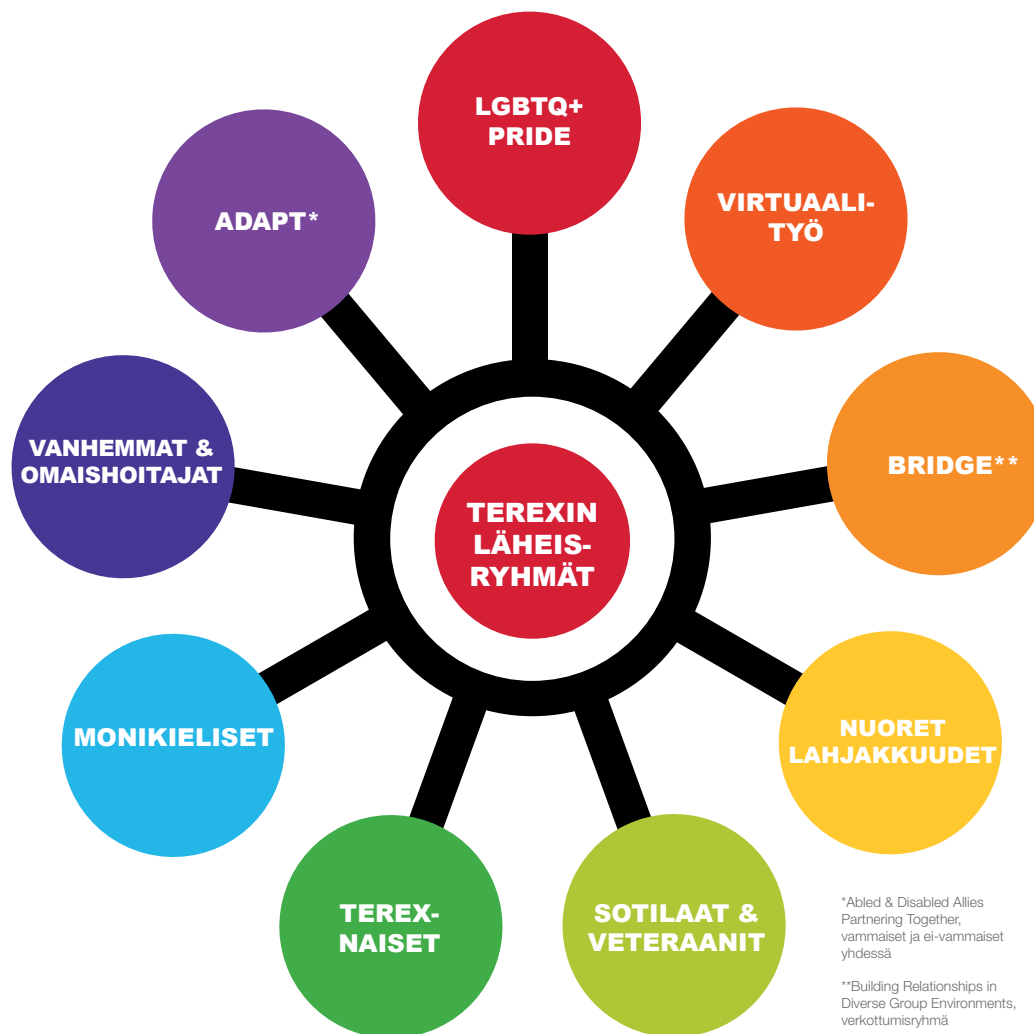 LGBTQ+
PRIDE
VIRTUAALI-
TYÖ
BRIDGE**
NUORET
LAHJAKKUUDET
SOTILAAT &
VETERAANIT
TEREX-
NAISET
MONIKIELISET
VANHEMMAT &
OMAISHOITAJAT
ADAPT*
TEREXIN
LÄHEIS-
RYHMÄT
*Abled & Disabled Allies
Partnering Together,
vammaiset ja ei-vammaiset
yhdessä
**Building Relationships in
Diverse Group Environments,
verkottumisryhmä